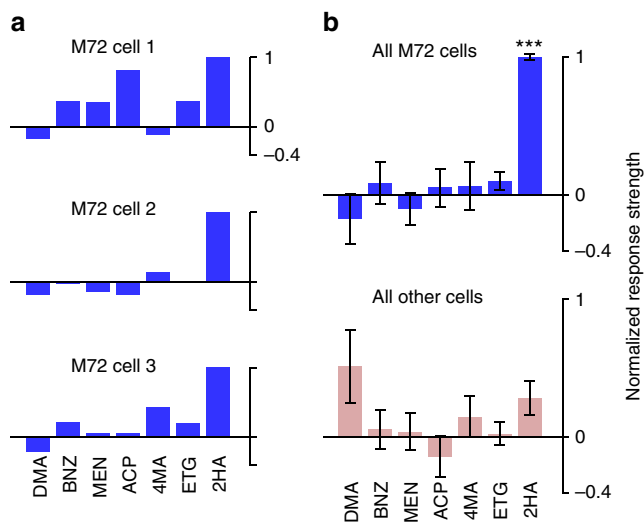 a
M72 cell 1
1
0
−0.4
M72 cell 2
M72 cell 3
DMA
BNZ
MEN
ACP
4MA
ETG
2HA
b
All M72 cells
***
1
0
−0.4
All other cells
1
0
−0.4
DMA
BNZ
MEN
ACP
4MA
ETG
2HA
Normalized response strength